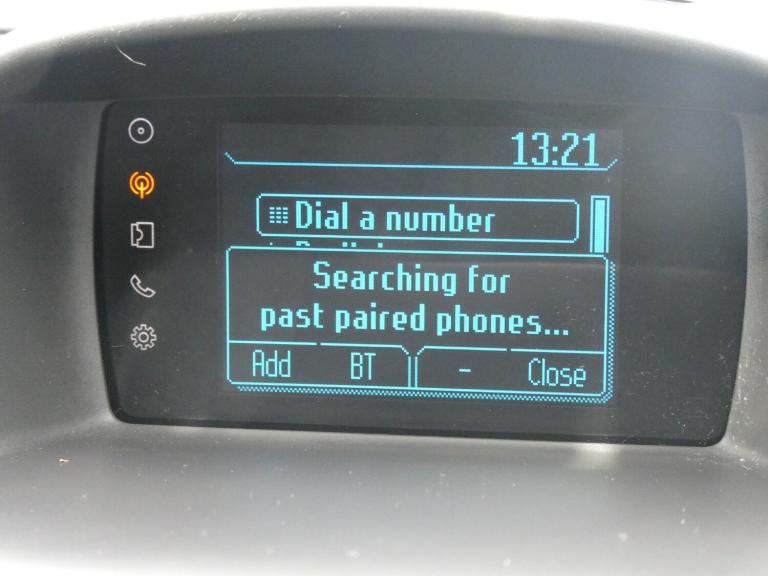 13:21
Dial a number
Searching for
past paired phones...
Add BT - Close